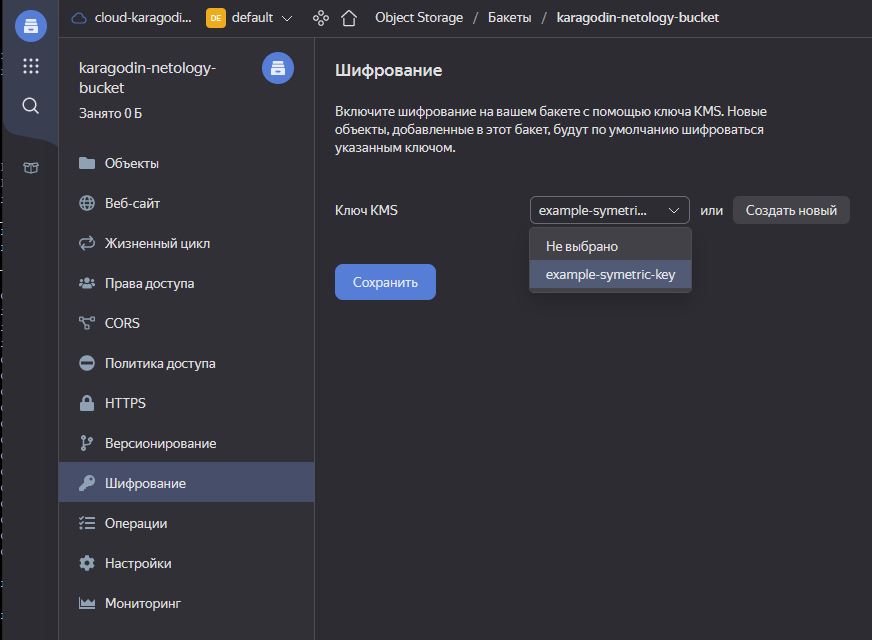 cloud-karagodi...
DE
default
Object Storage / Бакеты / karagodin-netology-bucket
karagodin-netology-
bucket
Занято 0 Б
Объекты
Веб-сайт
Жизненный цикл
Права доступа
CORS
Политика доступа
HTTPS
Версионирование
Шифрование
Операции
Настройки
Мониторинг
Шифрование
Включите шифрование на вашем бакете с помощью ключа KMS. Новые
объекты, добавленные в этот бакет, будут по умолчанию шифроваться
указанным ключом.
Ключ KMS
example-symetri...
или
Создать новый
Не выбрано
example-symetric-key
Сохранить